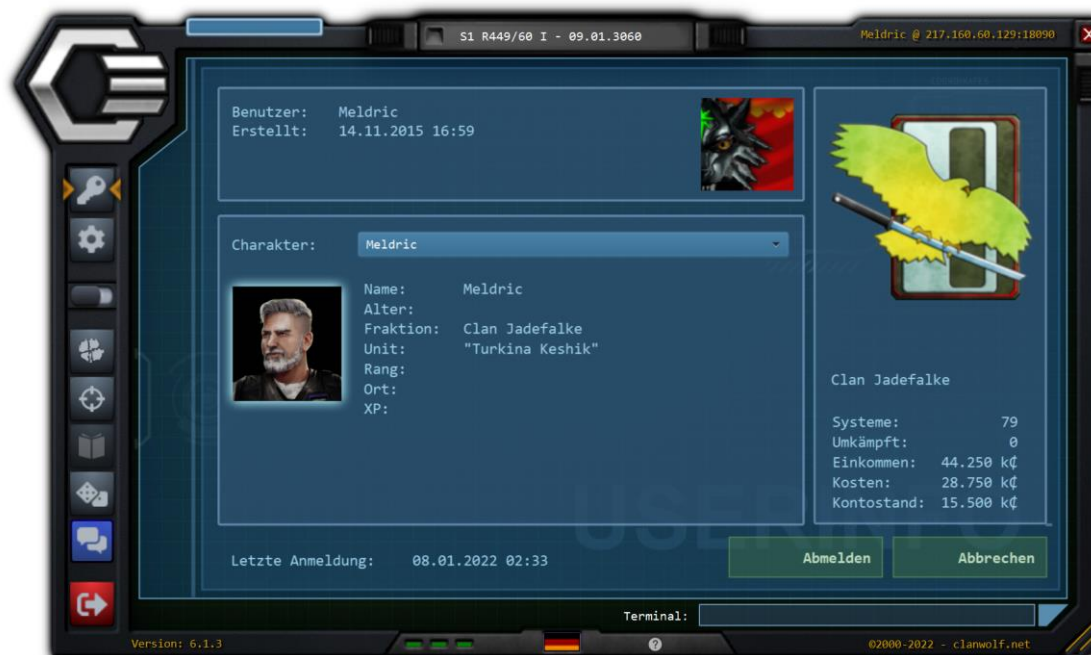 S1 R449/60 I - 09.01.3060
Meldric @ 217.160.60.129:18090
Benutzer: Meldric
Erstellt: 14.11.2015 16:59
Charakter: Meldric
Name: Meldric
Alter:
Fraktion: Clan Jadefalke
Unit: "Turkina Keshik"
Rang:
Ort:
XP:
Clan Jadefalke
Systeme: 79
Umkämpft: 0
Einkommen: 44.250 k₵
Kosten: 28.750 k₵
Kontostand: 15.500 k₵
USERINFO
Letzte Anmeldung: 08.01.2022 02:33
Abmelden
Abbrechen
Terminal:
Version: 6.1.3
?
©2000-2022 - clanwolf.net